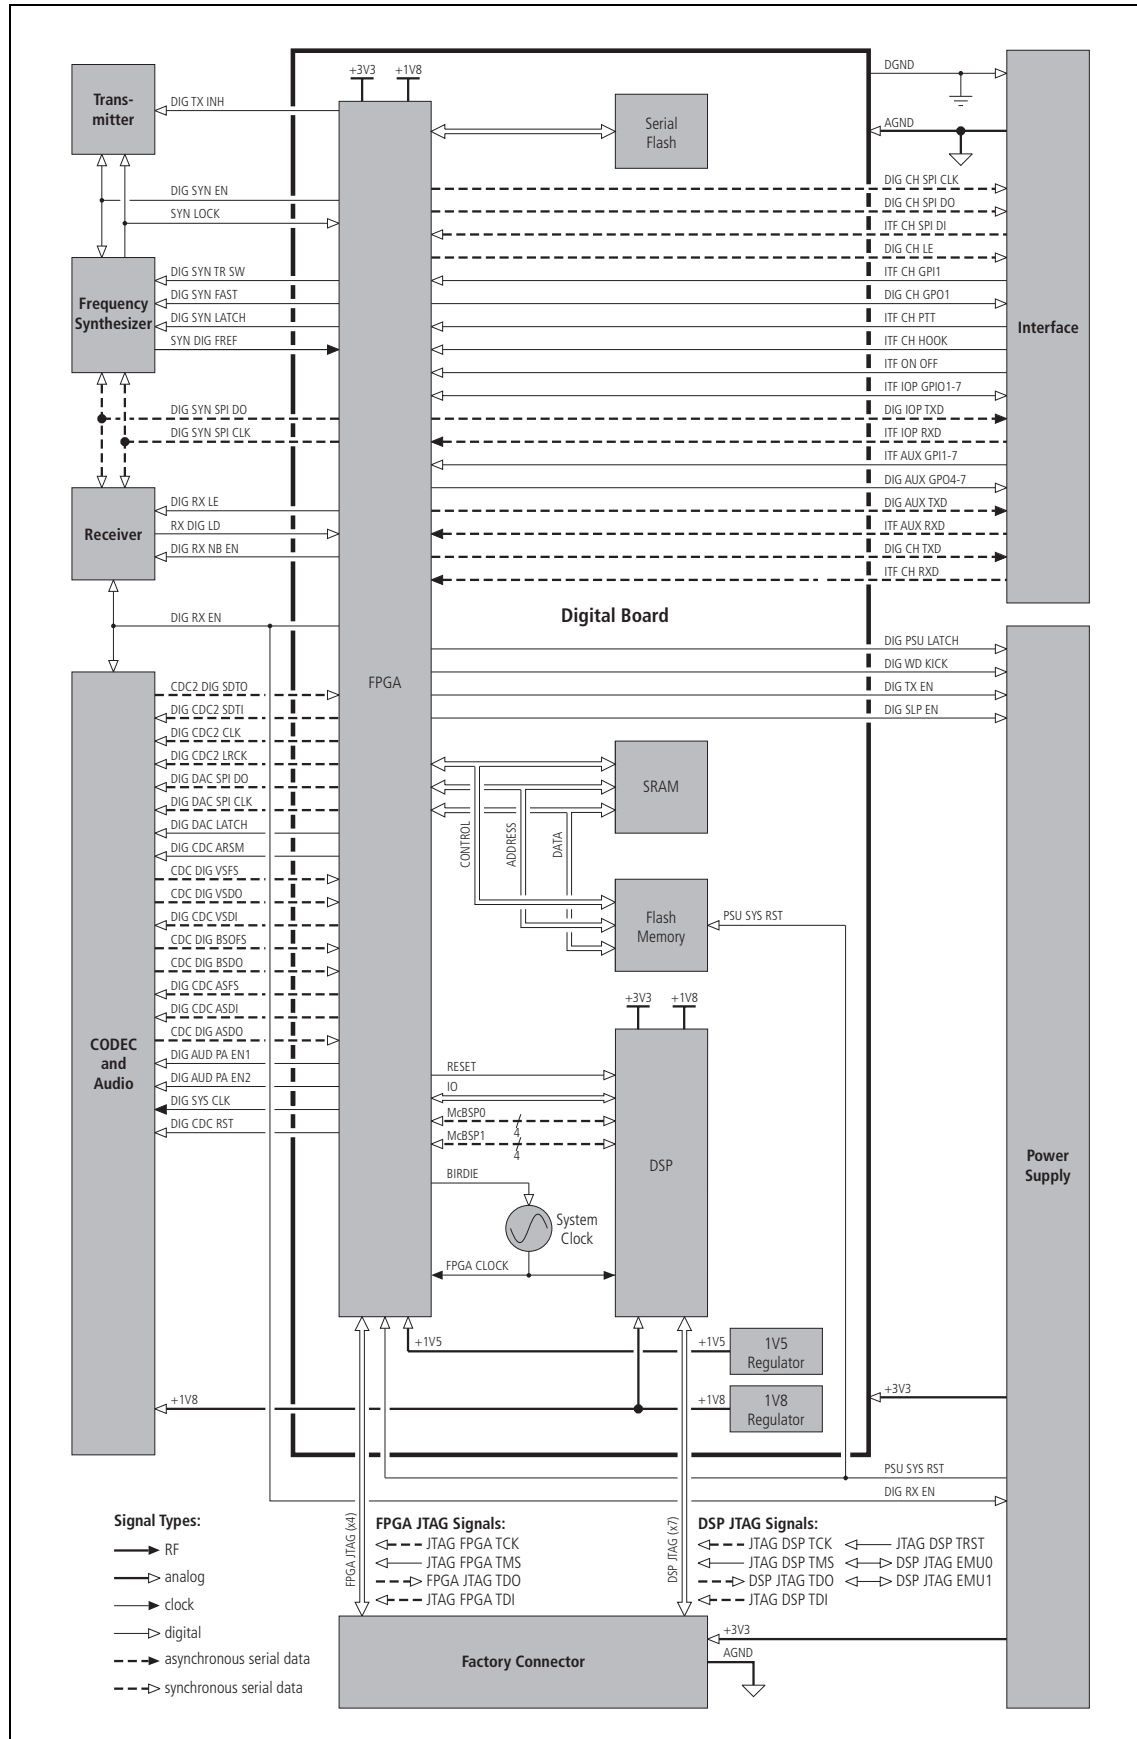 Trans-
mitter
Frequency
Synthesizer
Receiver
CODEC
and
Audio
DIG TX INH
DIG SYN EN
SYN LOCK
DIG SYN TR SW
DIG SYN FAST
DIG SYN LATCH
SYN DIG FREF
DIG SYN SPI DO
DIG SYN SPI CLK
DIG RX LE
RX DIG LD
DIG RX NB EN
DIG RX EN
CDC2 DIG SDTO
DIG CDC2 SDTI
DIG CDC2 CLK
DIG CDC2 LRCK
DIG DAC SPI DO
DIG DAC SPI CLK
DIG DAC LATCH
DIG CDC ARSM
CDC DIG VSFS
CDC DIG VSDO
DIG CDC VSDI
CDC DIG BSOFS
CDC DIG BSDO
DIG CDC ASFS
DIG CDC ASDI
CDC DIG ASDO
DIG AUD PA EN1
DIG AUD PA EN2
DIG SYS CLK
DIG CDC RST
+1V8
+3V3
+1V8
FPGA
Serial
Flash
Digital Board
SRAM
CONTROL
ADDRESS
DATA
Flash
Memory
PSU SYS RST
+3V3
+1V8
RESET
IO
McBSP0
4
McBSP1
4
BIRDIE
System
Clock
FPGA CLOCK
DSP
+1V5
+1V5
1V5
Regulator
+1V8
1V8
Regulator
DGND
AGND
DIG CH SPI CLK
DIG CH SPI DO
ITF CH SPI DI
DIG CH LE
ITF CH GPI1
DIG CH GPO1
ITF CH PTT
ITF CH HOOK
ITF ON OFF
ITF IOP GPIO1-7
DIG IOP TXD
ITF IOP RXD
ITF AUX GPI1-7
DIG AUX GPO4-7
DIG AUX TXD
ITF AUX RXD
DIG CH TXD
ITF CH RXD
Interface
DIG PSU LATCH
DIG WD KICK
DIG TX EN
DIG SLP EN
Power
Supply
+3V3
PSU SYS RST
DIG RX EN
Signal Types:
RF
analog
clock
digital
asynchronous serial data
synchronous serial data
FPGA JTAG (x4)
FPGA JTAG Signals:
JTAG FPGA TCK
JTAG FPGA TMS
FPGA JTAG TDO
JTAG FPGA TDI
DSP JTAG (x7)
DSP JTAG Signals:
JTAG DSP TCK
JTAG DSP TMS
DSP JTAG TDO
JTAG DSP TDI
JTAG DSP TRST
DSP JTAG EMU0
DSP JTAG EMU1
Factory Connector
+3V3
AGND